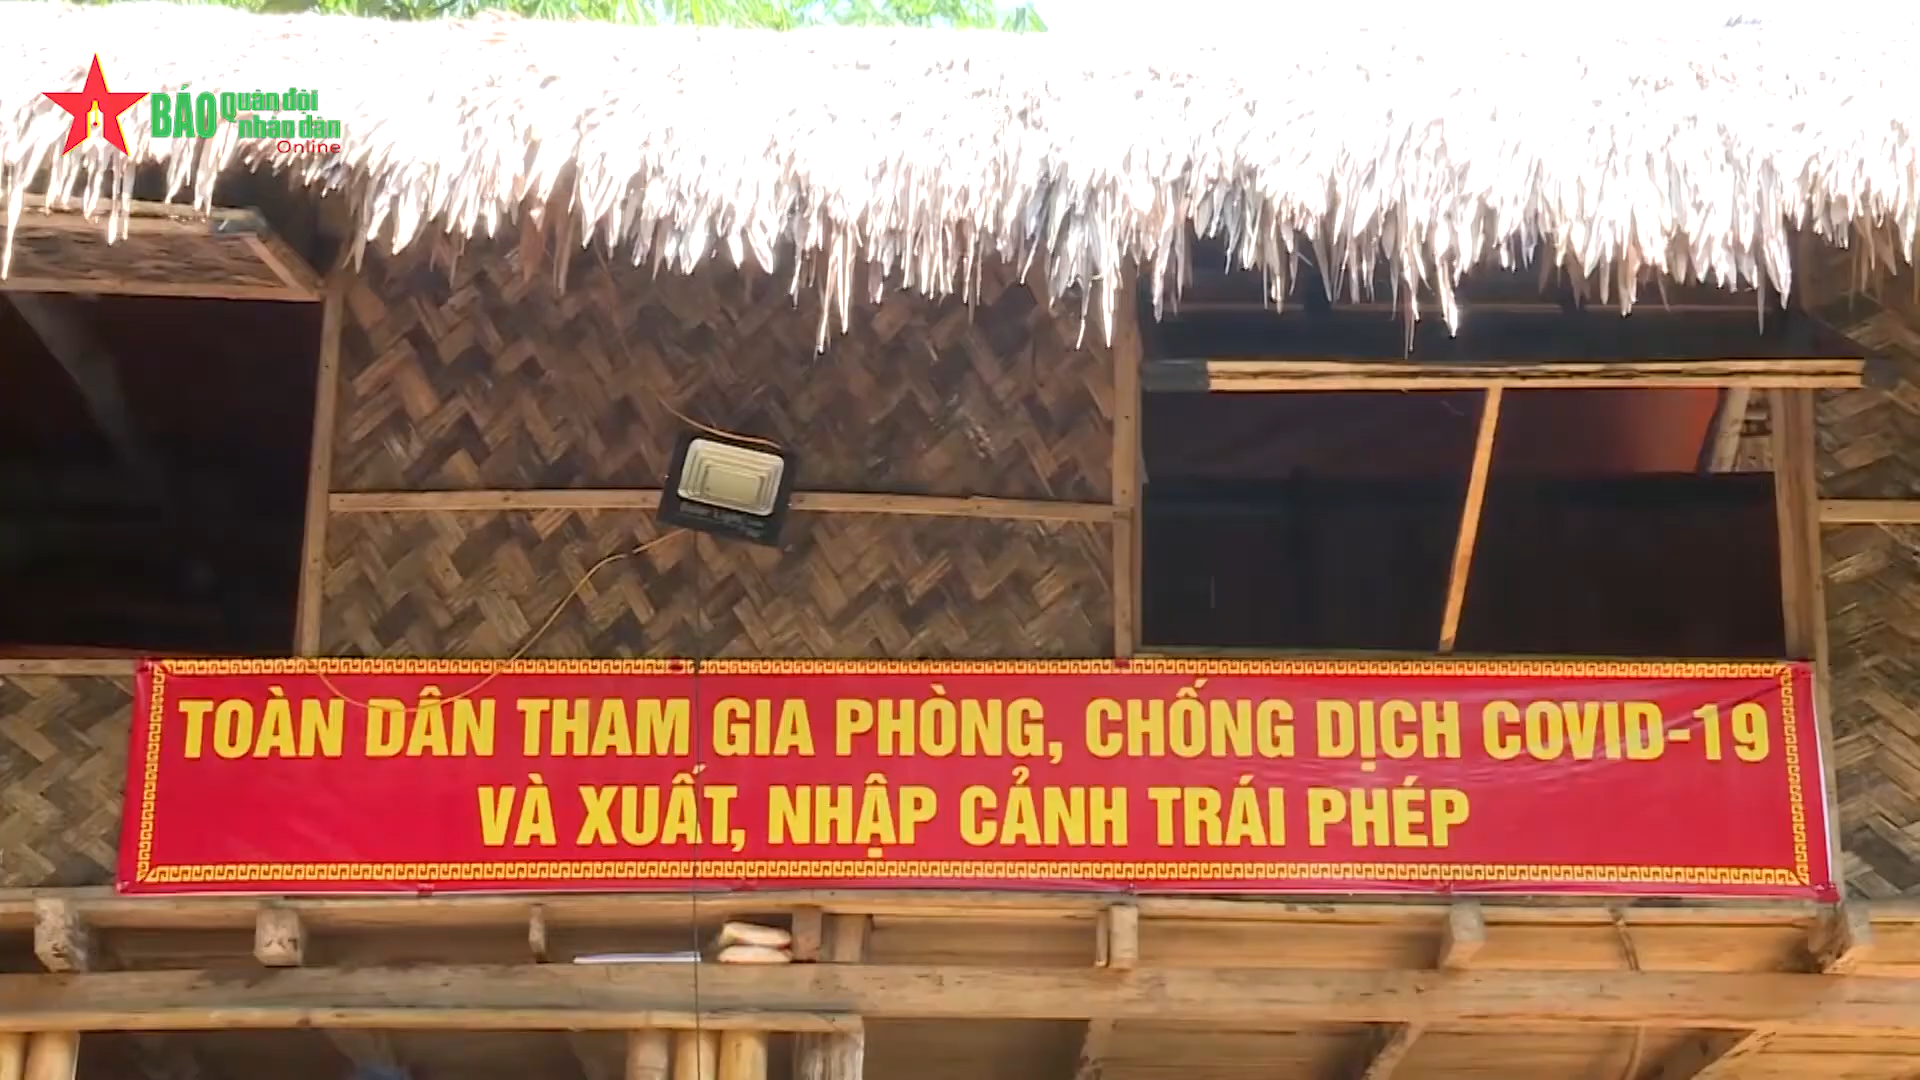 BÁO Quân đội
nhân dân
Online
TOÀN DÂN THAM GIA PHÒNG, CHỐNG DỊCH COVID-19
VÀ XUẤT, NHẬP CẢNH TRÁI PHÉP